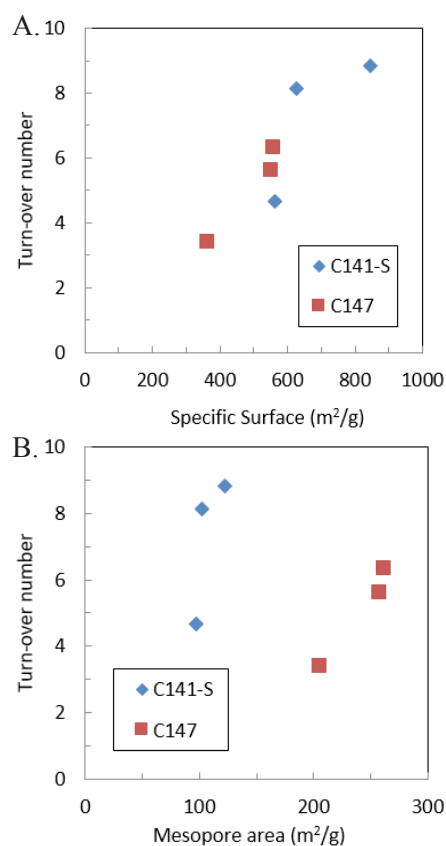 A.
10
8
6
4
2
0
Turn-over number
C141-S
C147
0 200 400 600 800 1000
Specific Surface (m²/g)
B.
10
8
6
4
2
0
Turn-over number
C141-S
C147
0 100 200 300
Mesopore area (m²/g)